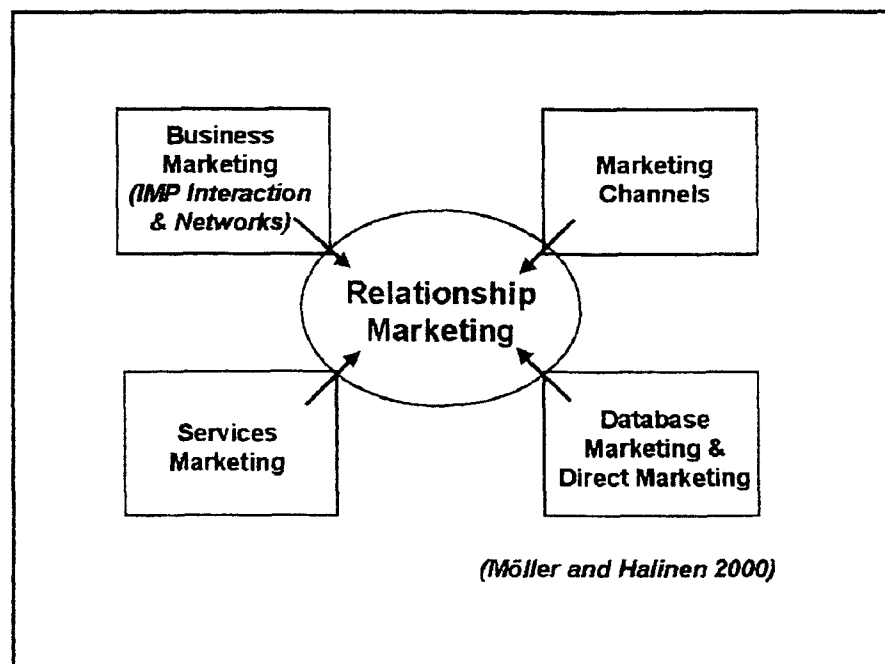 Business
Marketing
(IMP Interaction
& Networks)
Marketing
Channels
Relationship
Marketing
Services
Marketing
Database
Marketing &
Direct Marketing
(Möller and Halinen 2000)